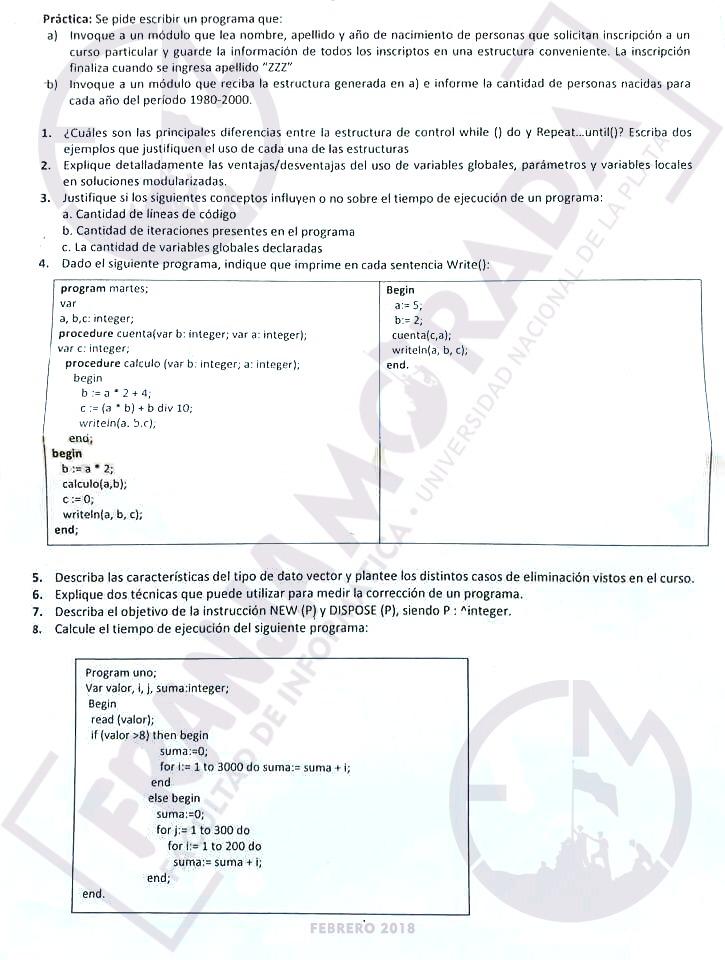 Práctica: Se pide escribir un programa que:
a) Invoque a un módulo que lea nombre, apellido y año de nacimiento de personas que solicitan inscripción a un
curso particular y guarde la información de todos los inscriptos en una estructura conveniente. La inscripción
finaliza cuando se ingresa apellido "ZZZ"
b) Invoque a un módulo que reciba la estructura generada en a) e informe la cantidad de personas nacidas para
cada año del período 1980-2000.
1. ¿Cuáles son las principales diferencias entre la estructura de control while () do y Repeat...until()? Escriba dos
ejemplos que justifiquen el uso de cada una de las estructuras
2. Explique detalladamente las ventajas/desventajas del uso de variables globales, parámetros y variables locales
en soluciones modularizadas.
3. Justifique si los siguientes conceptos influyen o no sobre el tiempo de ejecución de un programa:
a. Cantidad de líneas de código
b. Cantidad de iteraciones presentes en el programa
c. La cantidad de variables globales declaradas
4. Dado el siguiente programa, indique que imprime en cada sentencia Write():
program martes;
var
a, b,c: integer;
procedure cuenta(var b: integer; var a: integer);
var c: integer;
procedure calculo (var b: integer; a: integer);
begin
b := a * 2 + 4;
c := (a * b) + b div 10;
writeln(a, b,c);
end;
begin
b := a * 2;
calculo(a,b);
c := 0;
writeln(a, b, c);
end;
Begin
a:= 5;
b:= 2;
cuenta(c,a);
writeln(a, b, c);
end.
5. Describa las características del tipo de dato vector y plantee los distintos casos de eliminación vistos en el curso.
6. Explique dos técnicas que puede utilizar para medir la corrección de un programa.
7. Describa el objetivo de la instrucción NEW (P) y DISPOSE (P), siendo P : ^integer.
8. Calcule el tiempo de ejecución del siguiente programa:
Program uno;
Var valor, i, j, suma:integer;
Begin
read (valor);
if (valor >8) then begin
suma:=0;
for i:= 1 to 3000 do suma:= suma + i;
end
else begin
suma:=0;
for j:= 1 to 300 do
for i:= 1 to 200 do
suma:= suma + i;
end;
end.
FRANJA MORADA
FACULTAD DE INFORMÁTICA • UNIVERSIDAD NACIONAL DE LA PLATA
FEBRERO 2018